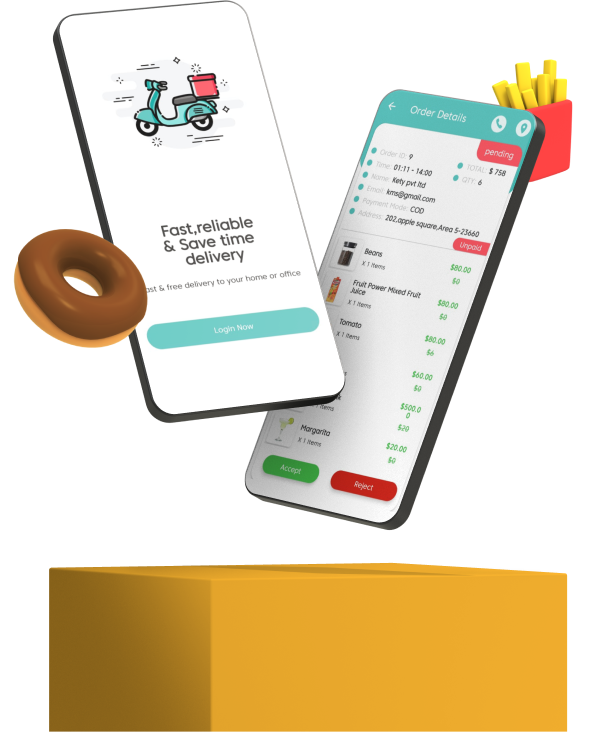 Fast,reliable
& Save time
delivery
st & free delivery to your home or office
Login Now
Order Details
pending
Order ID: 9
Time: 01:11 - 14:00
Name: Kety pvt ltd
Email: kms@gmail.com
Payment Mode: COD
Address: 202,apple square,Area 5-23660
TOTAL: $ 758
QTY: 6
Unpaid
Beans
X 1 Items
$80.00
$0
Fruit Power Mixed Fruit
Juice
X 1 Items
$80.00
$0
Tomato
X 1 Items
$80.00
$6
$60.00
$0
$500.0
0
$20
Margarita
X 1 Items
$20.00
$0
Accept
Reject